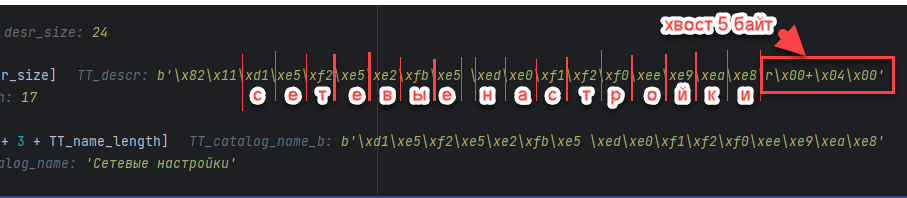 хвост 5 байт
desr_size: 24
r_size] TT_descr: b'\x82\x11\xd1\xe5\xf2\xe5\xe2\xfb\xe5 \xed\xe0\xf1\xf2\xf0\xee\xe9\xea\xe8\r\x00+\x04\x00'
с е т е в ы е н а с т р о й к и
h: 17
+ 3 + TT_name_length] TT_catalog_name_b: b'\xd1\xe5\xf2\xe5\xe2\xfb\xe5 \xed\xe0\xf1\xf2\xf0\xee\xe9\xea\xe8'
alog_name: 'Сетевые настройки'